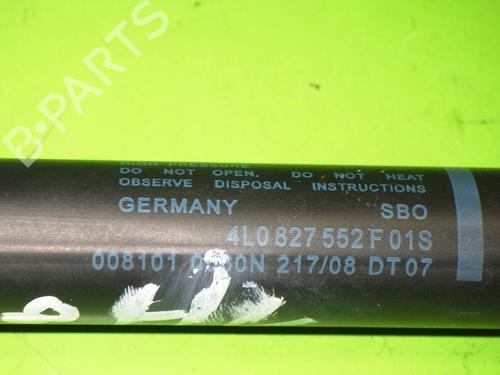 B-PARTS
HIGH PRESSURE
DO NOT OPEN, DO NOT HEAT
OBSERVE DISPOSAL INSTRUCTIONS
GERMANY SBO
4L0 827 552 F 01S
008101 217/08 DT07